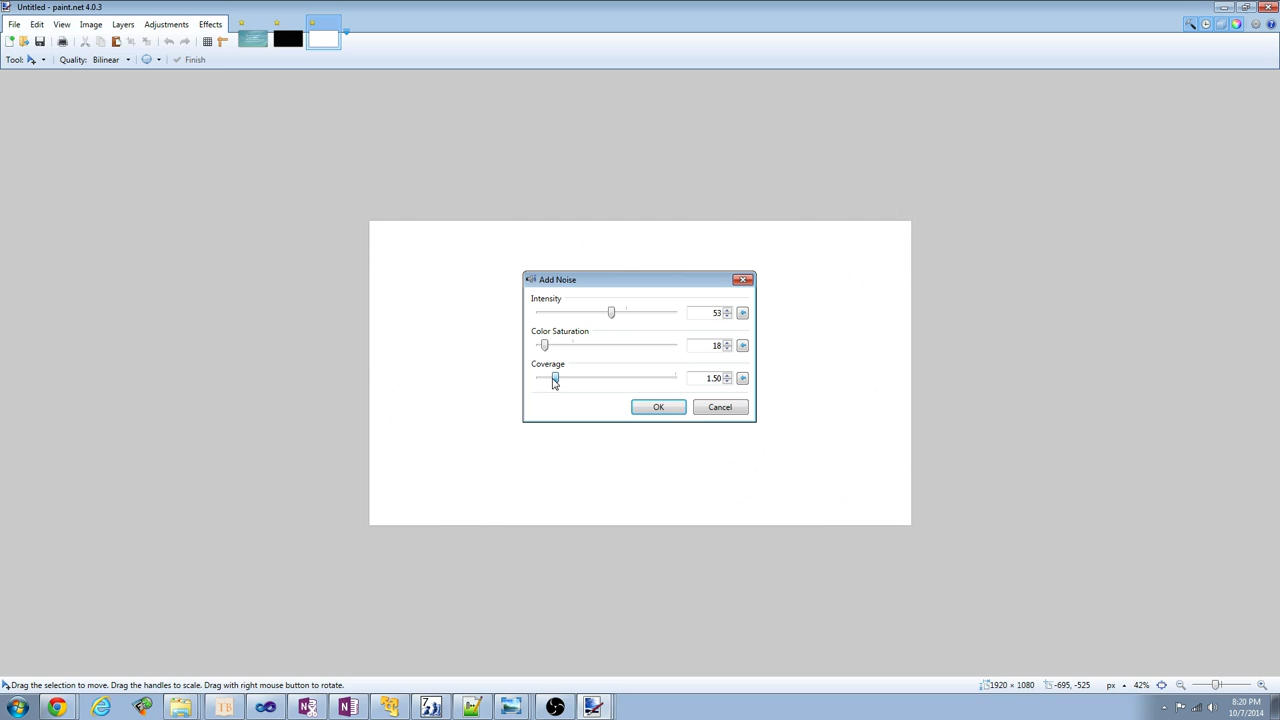 Untitled - paint.net 4.0.3
File Edit View Image Layers Adjustments Effects
Tool: Quality: Bilinear Finish
Add Noise
Intensity
53
Color Saturation
18
Coverage
1.50
OK Cancel
Drag the selection to move. Drag the handles to scale. Drag with right mouse button to rotate. 1920 × 1080 -695, -525 px 42%
TB
8:20 PM
10/7/2014